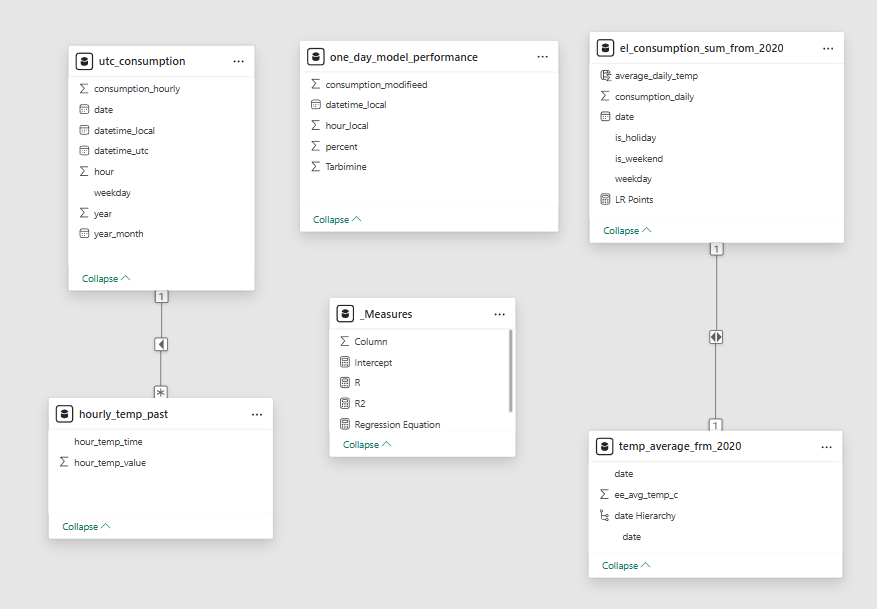 utc_consumption
consumption_hourly
date
datetime_local
datetime_utc
hour
weekday
year
year_month
Collapse
1
*
hourly_temp_past
hour_temp_time
hour_temp_value
Collapse
one_day_model_performance
consumption_modifieed
datetime_local
hour_local
percent
Tarbimine
Collapse
_Measures
Column
Intercept
R
R2
Regression Equation
Collapse
el_consumption_sum_from_2020
average_daily_temp
consumption_daily
date
is_holiday
is_weekend
weekday
LR Points
Collapse
1
1
temp_average_frm_2020
date
ee_avg_temp_c
date Hierarchy
date
Collapse